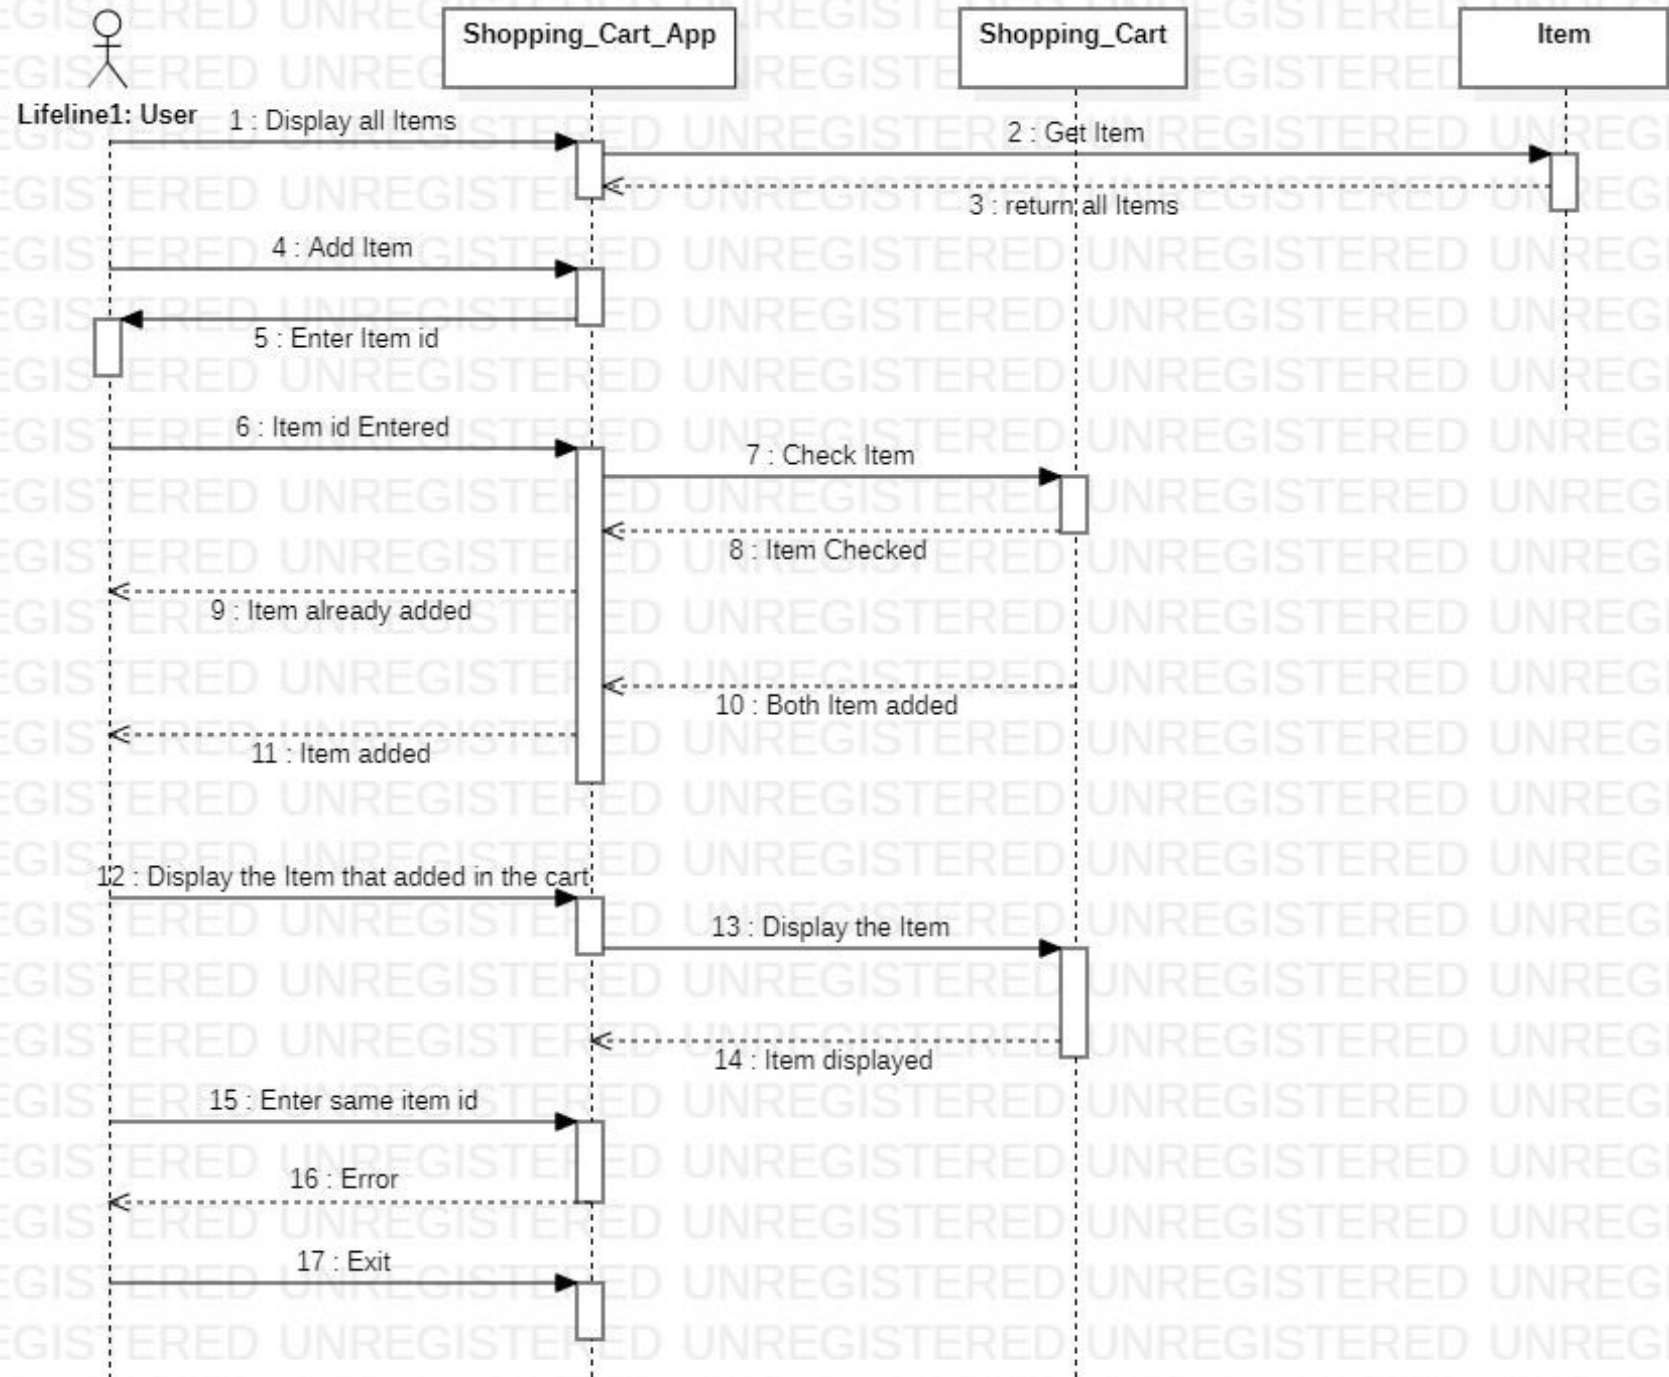 Shopping_Cart_App
Shopping_Cart
Item
Lifeline1: User
1 : Display all Items
2 : Get Item
3 : return all Items
4 : Add Item
5 : Enter Item id
6 : Item id Entered
7 : Check Item
8 : Item Checked
9 : Item already added
10 : Both Item added
11 : Item added
12 : Display the Item that added in the cart
13 : Display the Item
14 : Item displayed
15 : Enter same item id
16 : Error
17 : Exit
UNREGISTERED